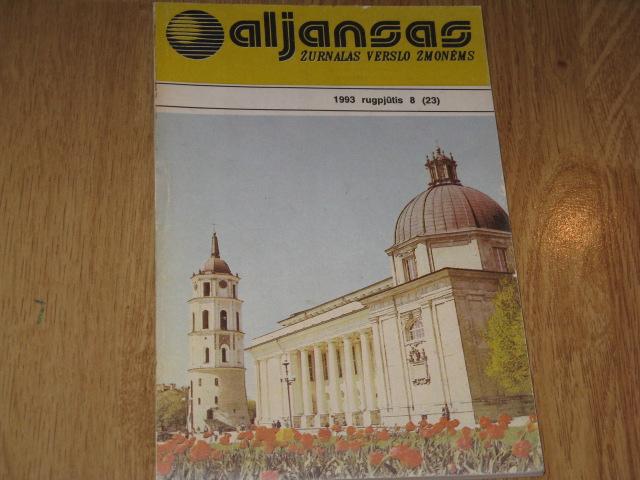 aljansas
ŽURNALAS VERSLO ŽMONĖMS
1993 rugpjūtis 8 (23)